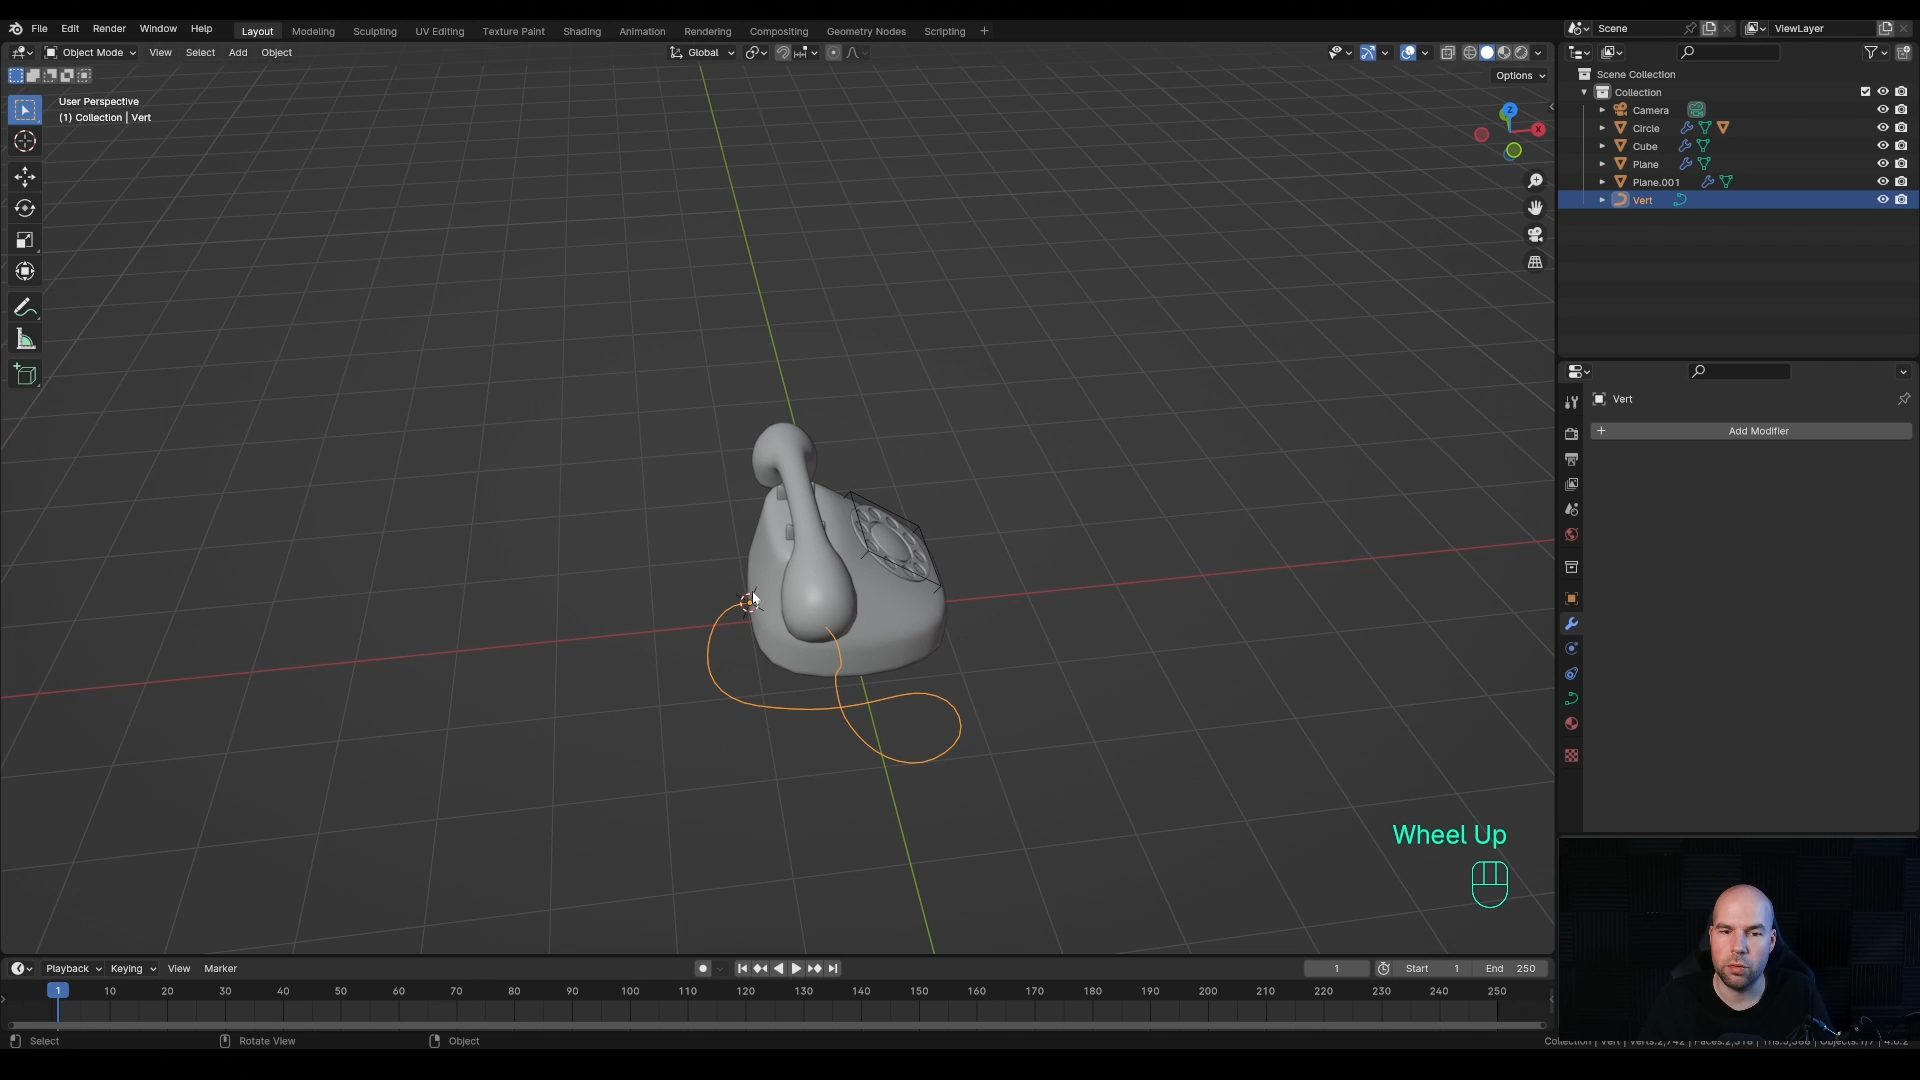 File Edit Render Window Help Layout Modeling Sculpting UV Editing Texture Paint Shading Animation Rendering Compositing Geometry Nodes Scripting + Scene ViewLayer
Object Mode View Select Add Object Global
Options
User Perspective
(1) Collection | Vert
X
Z
Scene Collection
Collection
Camera
Circle
Cube
Plane
Plane.001
Vert
Vert
+ Add Modifier
Wheel Up
Playback Keying View Marker 1 Start 1 End 250
1 10 20 30 40 50 60 70 80 90 100 110 120 130 140 150 160 170 180 190 200 210 220 230 240 250
Select Rotate View Object